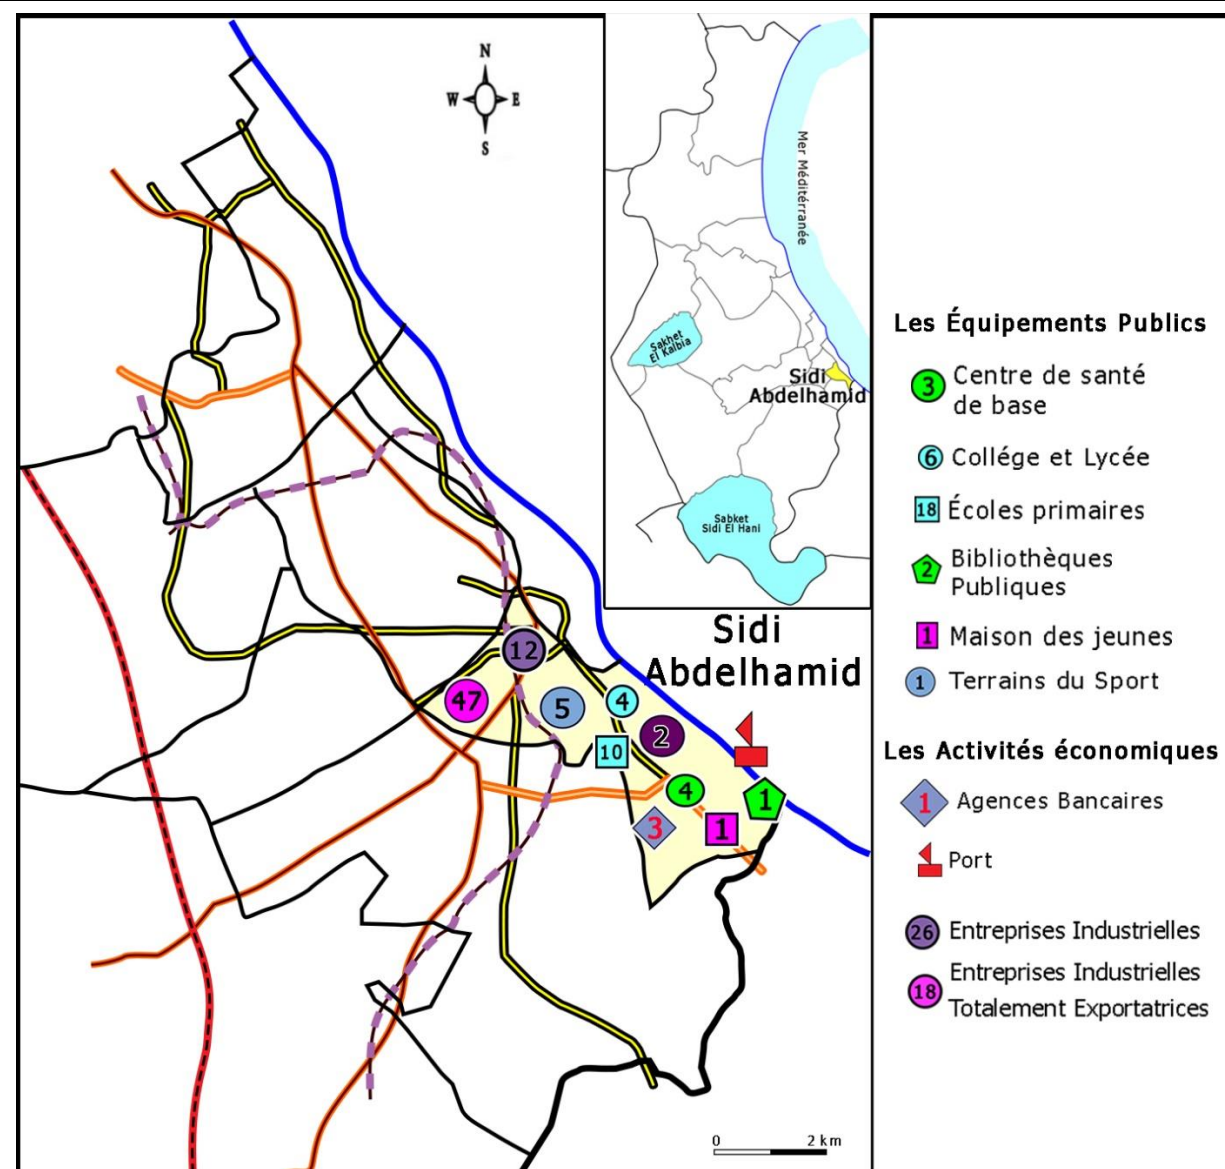 N
W E
S
Mer Méditérranée
Sakhet
El Kalbia
Sidi
Abdelhamid
Sabket
Sidi El Hani
Sidi
Abdelhamid
12
47
5
4
2
10
4
1
3
1
0 2 km
Les Équipements Publics
3 Centre de santé
de base
6 Collége et Lycée
18 Écoles primaires
2 Bibliothèques
Publiques
1 Maison des jeunes
1 Terrains du Sport
Les Activités économiques
1 Agences Bancaires
Port
26 Entreprises Industrielles
18 Entreprises Industrielles
Totalement Exportatrices